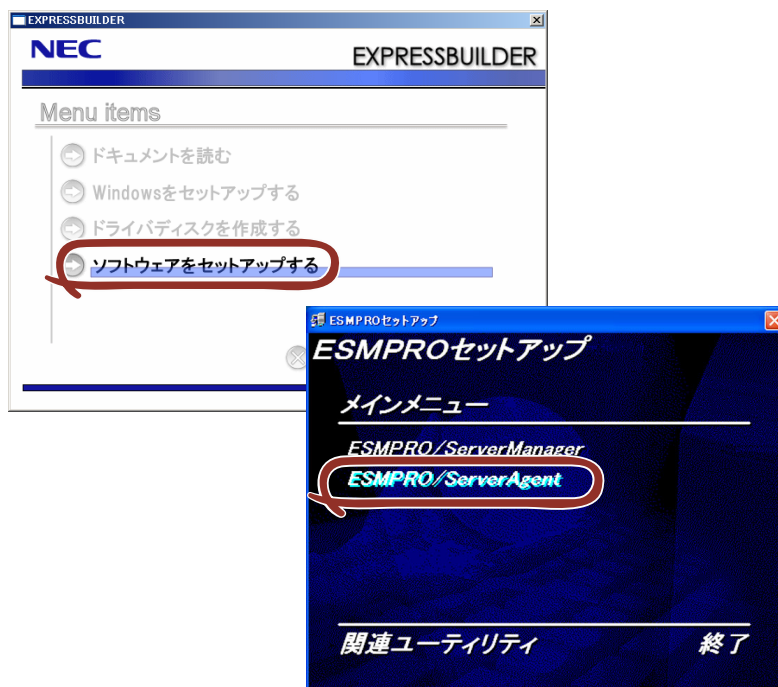 EXPRESSBUILDER
NEC
EXPRESSBUILDER
Menu items
ドキュメントを読む
Windowsをセットアップする
ドライバディスクを作成する
ソフトウェアをセットアップする
ESMPROセットアップ
ESMPROセットアップ
メインメニュー
ESMPRO/ServerManager
ESMPRO/ServerAgent
関連ユーティリティ
終了